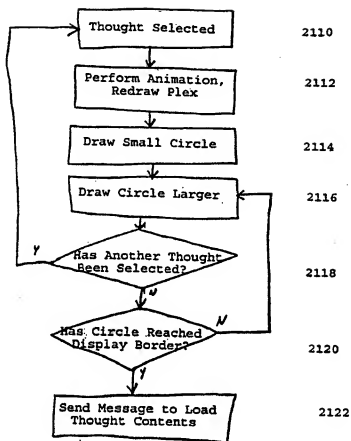 Thought Selected 2110
Perform Animation, 2112
Redraw Plex
Draw Small Circle 2114
Draw Circle Larger 2116
Y
Has Another Thought
Been Selected? 2118
N
Has Circle Reached N
Display Border? 2120
Y
Send Message to Load 2122
Thought Contents